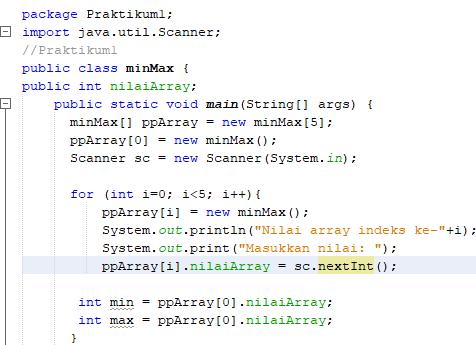 package Praktikum1;
import java.util.Scanner;
//Praktikum1
public class minMax {
public int nilaiArray;
public static void main(String[] args) {
minMax[] ppArray = new minMax[5];
ppArray[0] = new minMax();
Scanner sc = new Scanner(System.in);
for (int i=0; i<5; i++){
ppArray[i] = new minMax();
System.out.println("Nilai array indeks ke-"+i);
System.out.print("Masukkan nilai: ");
ppArray[i].nilaiArray = sc.nextInt();
int min = ppArray[0].nilaiArray;
int max = ppArray[0].nilaiArray;
}